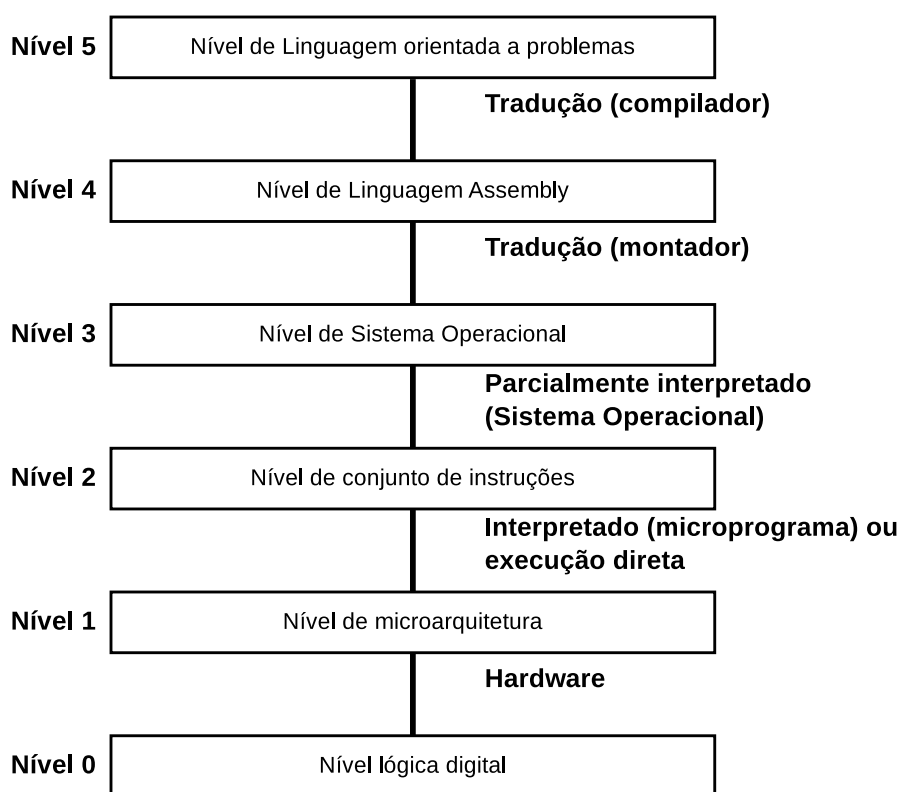 Nível 5
Nível de Linguagem orientada a problemas
Tradução (compilador)
Nível 4
Nível de Linguagem Assembly
Tradução (montador)
Nível 3
Nível de Sistema Operacional
Parcialmente interpretado
(Sistema Operacional)
Nível 2
Nível de conjunto de instruções
Interpretado (microprograma) ou
execução direta
Nível 1
Nível de microarquitetura
Hardware
Nível 0
Nível lógica digital